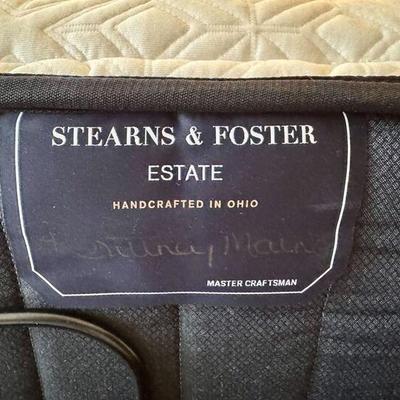 STEARNS & FOSTER
ESTATE
HANDCRAFTED IN OHIO
MASTER CRAFTSMAN